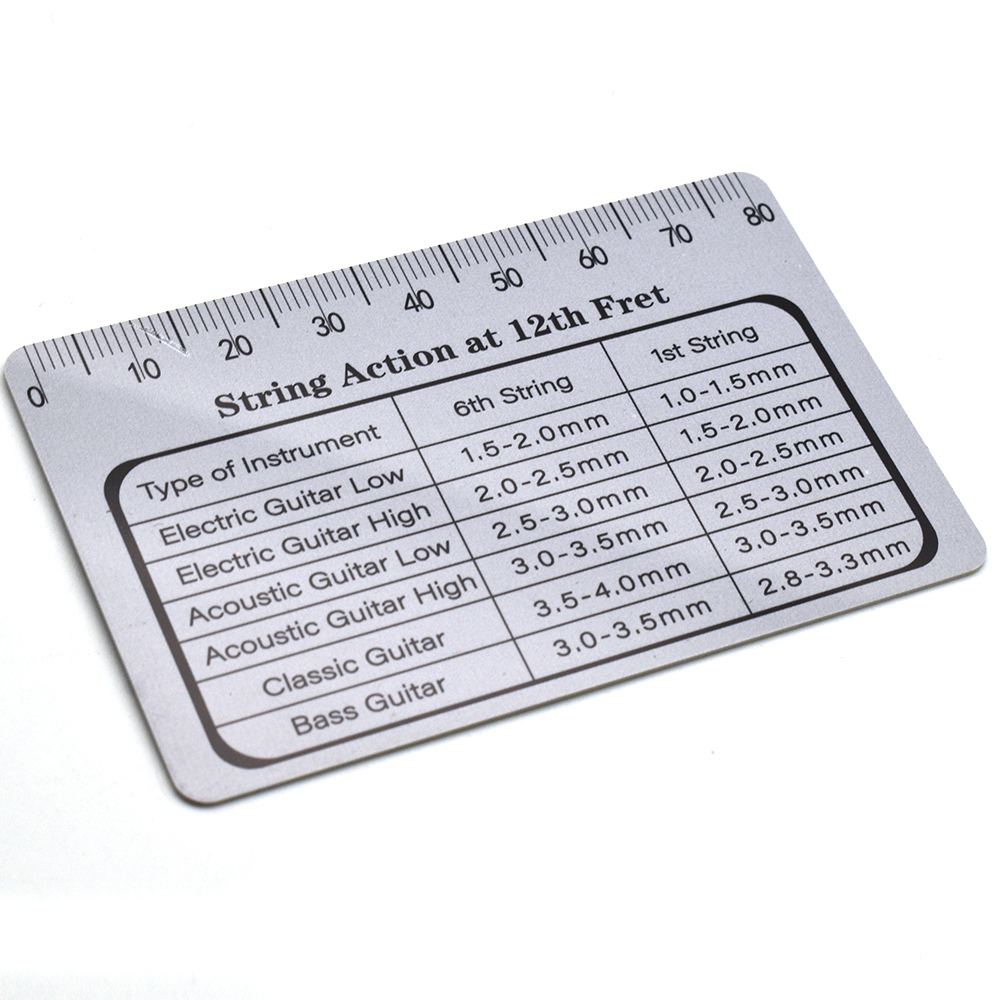 0 10 20 30 40 50 60 70 80
String Action at 12th Fret
Type of Instrument 6th String 1st String
Electric Guitar Low 1.5-2.0mm 1.0-1.5mm
Electric Guitar High 2.0-2.5mm 1.5-2.0mm
Acoustic Guitar Low 2.5-3.0mm 2.0-2.5mm
Acoustic Guitar High 3.0-3.5mm 2.5-3.0mm
Classic Guitar 3.5-4.0mm 3.0-3.5mm
Bass Guitar 3.0-3.5mm 2.8-3.3mm